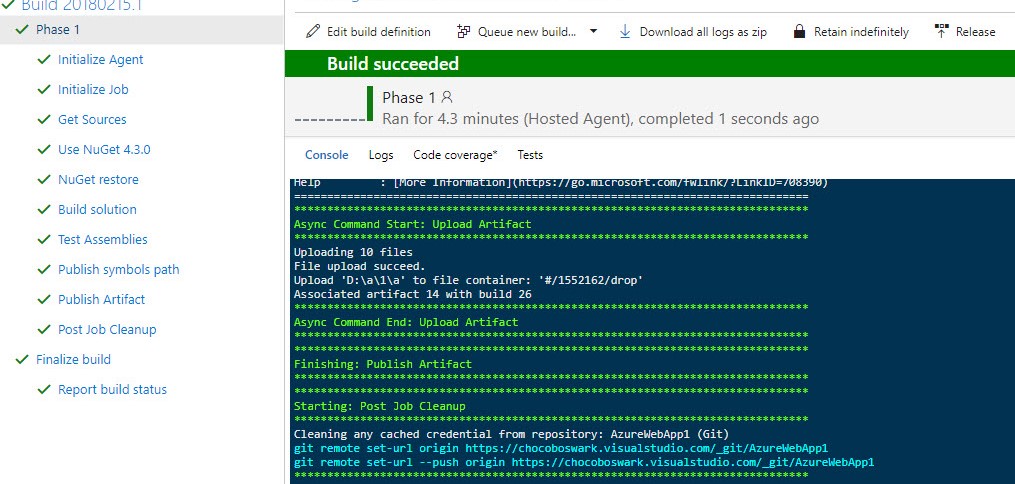 Build 20180215.1
Phase 1
Initialize Agent
Initialize Job
Get Sources
Use NuGet 4.3.0
NuGet restore
Build solution
Test Assemblies
Publish symbols path
Publish Artifact
Post Job Cleanup
Finalize build
Report build status
Edit build definition Queue new build... Download all logs as zip Retain indefinitely Release
Build succeeded
Phase 1
Ran for 4.3 minutes (Hosted Agent), completed 1 seconds ago
Console Logs Code coverage* Tests
Help : [More Information](https://go.microsoft.com/fwlink/?LinkID=708390)
==============================================================================
******************************************************************************
Async Command Start: Upload Artifact
******************************************************************************
Uploading 10 files
File upload succeed.
Upload 'D:\a\1\a' to file container: '#/1552162/drop'
Associated artifact 14 with build 26
******************************************************************************
Async Command End: Upload Artifact
******************************************************************************
******************************************************************************
Finishing: Publish Artifact
******************************************************************************
******************************************************************************
Starting: Post Job Cleanup
******************************************************************************
Cleaning any cached credential from repository: AzureWebApp1 (Git)
git remote set-url origin https://chocoboswark.visualstudio.com/_git/AzureWebApp1
git remote set-url --push origin https://chocoboswark.visualstudio.com/_git/AzureWebApp1
******************************************************************************